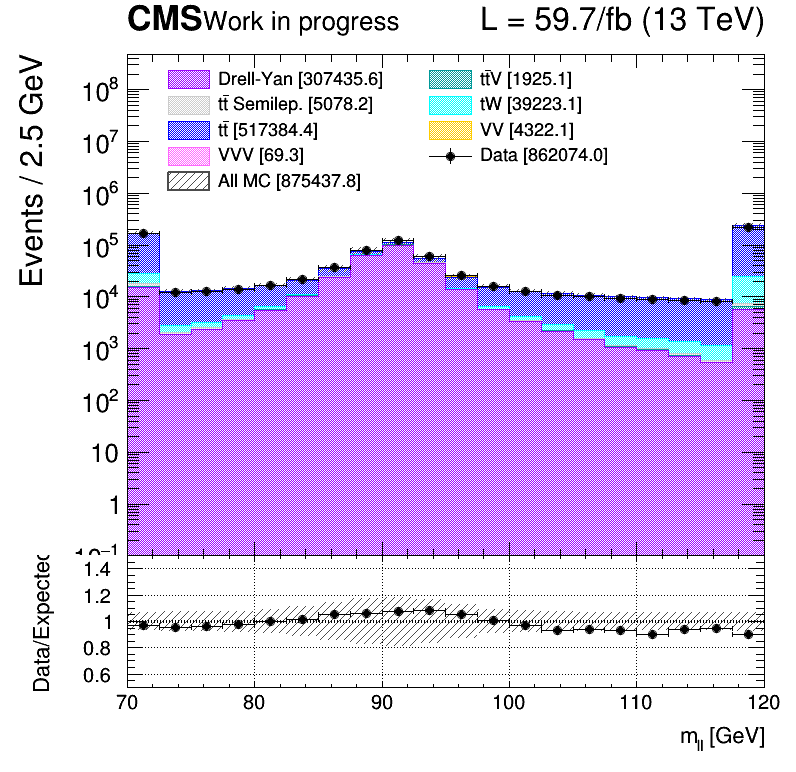 CMS Work in progress L = 59.7/fb (13 TeV)
Events / 2.5 GeV
10⁸
10⁷
10⁶
10⁵
10⁴
10³
10²
10
1
10⁻¹
Drell-Yan [307435.6]
tt̄ Semilep. [5078.2]
tt̄ [517384.4]
VVV [69.3]
All MC [875437.8]
tt̄V [1925.1]
tW [39223.1]
VV [4322.1]
Data [862074.0]
Data/Expected
1.4
1.2
1
0.8
0.6
70 80 90 100 110 120
m_ll [GeV]